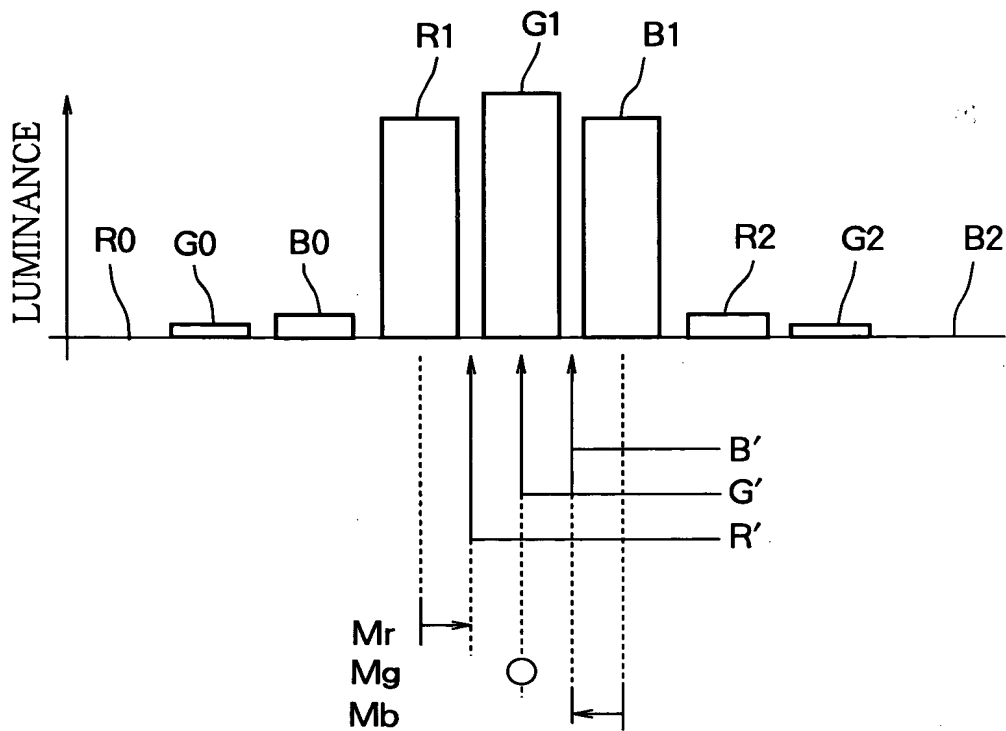 R1 G1 B1
LUMINANCE
R0 G0 B0 R2 G2 B2
B′
G′
R′
Mr
Mg
Mb